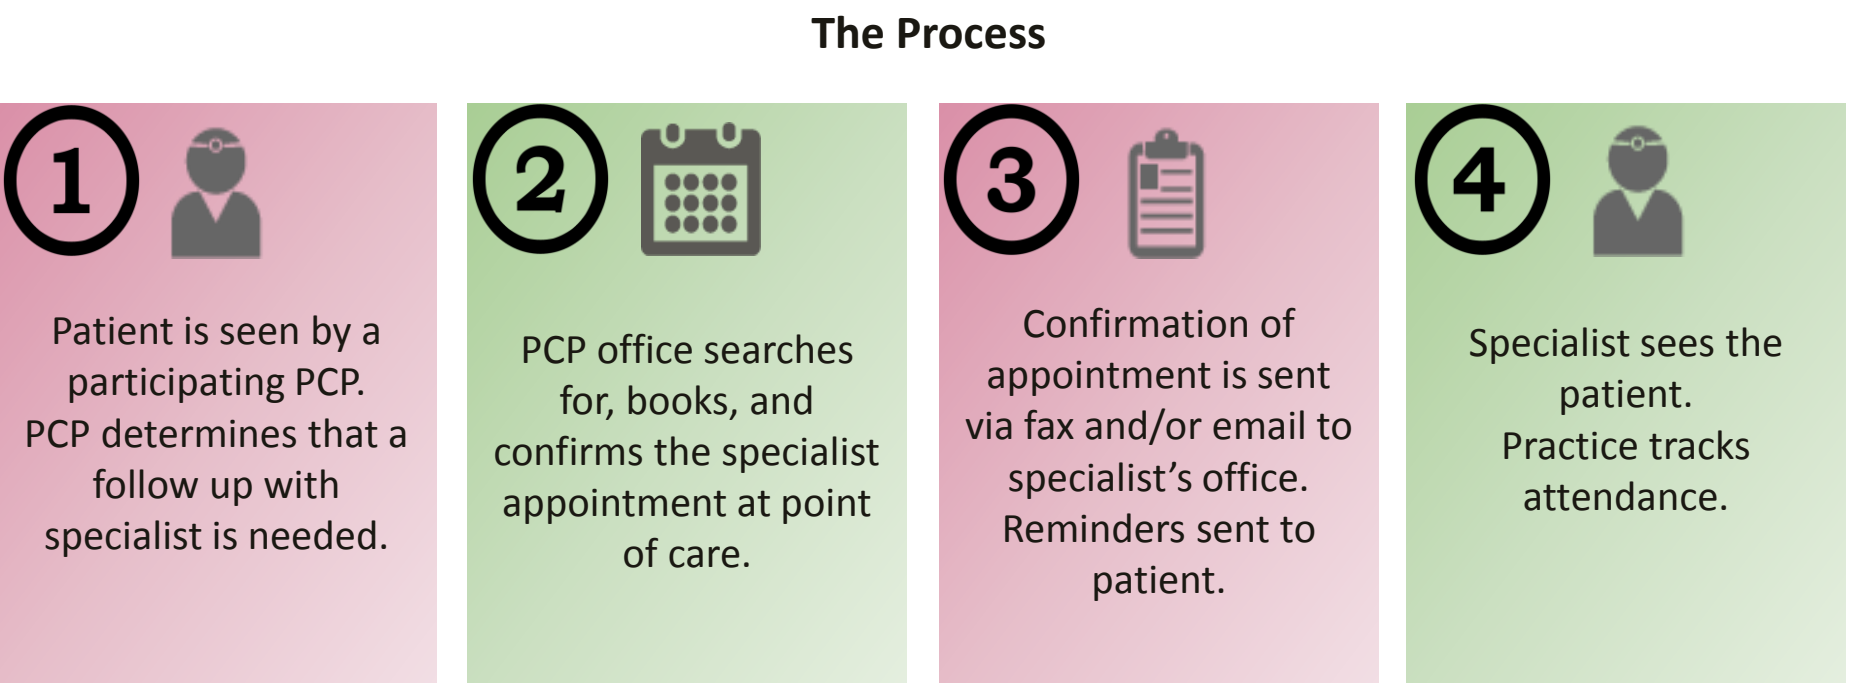 The Process
1
Patient is seen by a
participating PCP.
PCP determines that a
follow up with
specialist is needed.
2
PCP office searches
for, books, and
confirms the specialist
appointment at point
of care.
3
Confirmation of
appointment is sent
via fax and/or email to
specialist’s office.
Reminders sent to
patient.
4
Specialist sees the
patient.
Practice tracks
attendance.